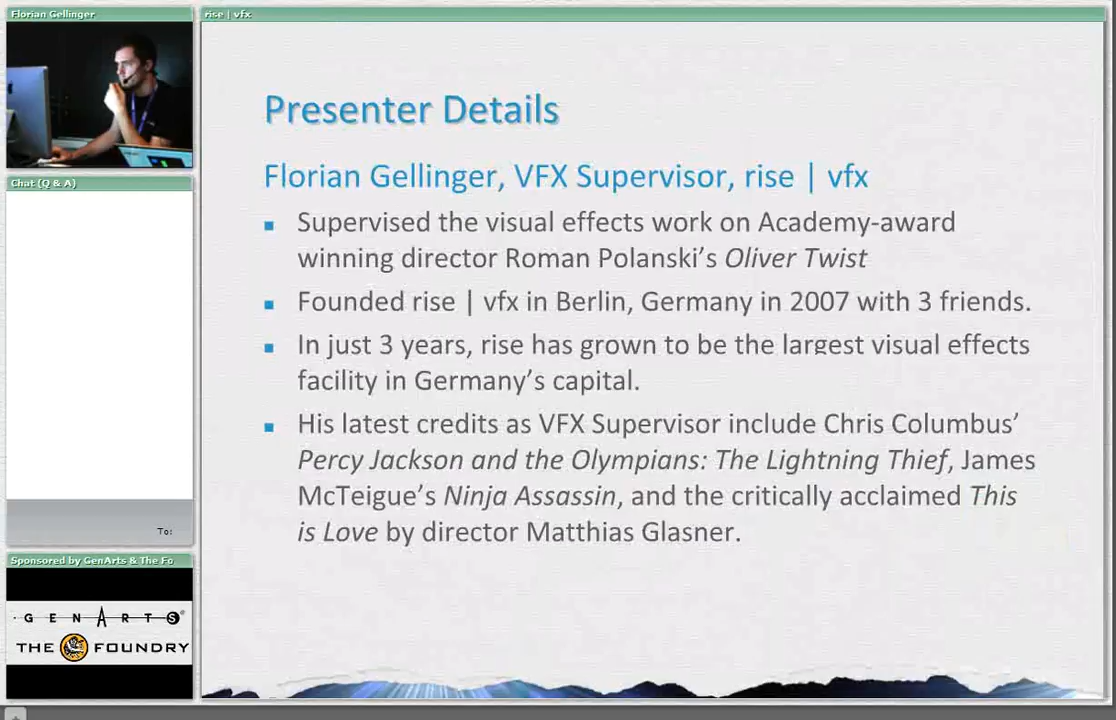 Florian Gellinger
rise | vfx
Presenter Details
Florian Gellinger, VFX Supervisor, rise | vfx
Supervised the visual effects work on Academy-award
winning director Roman Polanski’s Oliver Twist
Founded rise | vfx in Berlin, Germany in 2007 with 3 friends.
In just 3 years, rise has grown to be the largest visual effects
facility in Germany’s capital.
His latest credits as VFX Supervisor include Chris Columbus’
Percy Jackson and the Olympians: The Lightning Thief, James
McTeigue’s Ninja Assassin, and the critically acclaimed This
is Love by director Matthias Glasner.
Chat (Q & A)
To:
Sponsored by GenArts & The Fo
GENARTS
THE FOUNDRY